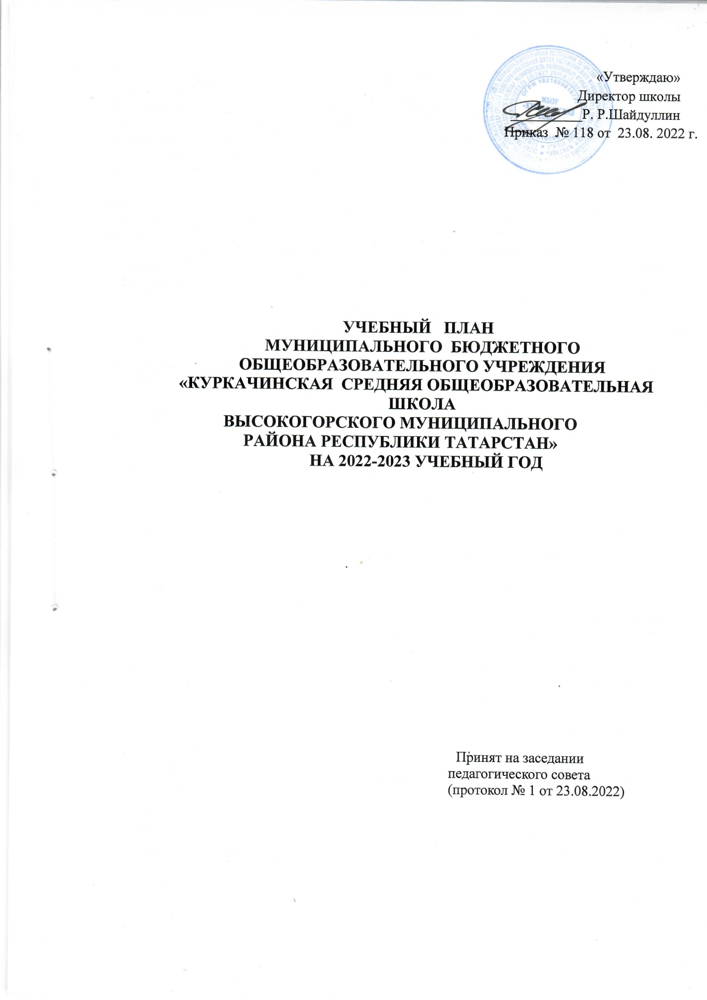 «Утверждаю»
Директор школы
____________Р. Р.Шайдуллин
Приказ № 118 от 23.08. 2022 г.
МБОУ
УЧЕБНЫЙ ПЛАН
МУНИЦИПАЛЬНОГО БЮДЖЕТНОГО
ОБЩЕОБРАЗОВАТЕЛЬНОГО УЧРЕЖДЕНИЯ
«КУРКАЧИНСКАЯ СРЕДНЯЯ ОБЩЕОБРАЗОВАТЕЛЬНАЯ
ШКОЛА
ВЫСОКОГОРСКОГО МУНИЦИПАЛЬНОГО
РАЙОНА РЕСПУБЛИКИ ТАТАРСТАН»
НА 2022-2023 УЧЕБНЫЙ ГОД
Принят на заседании
педагогического совета
(протокол № 1 от 23.08.2022)